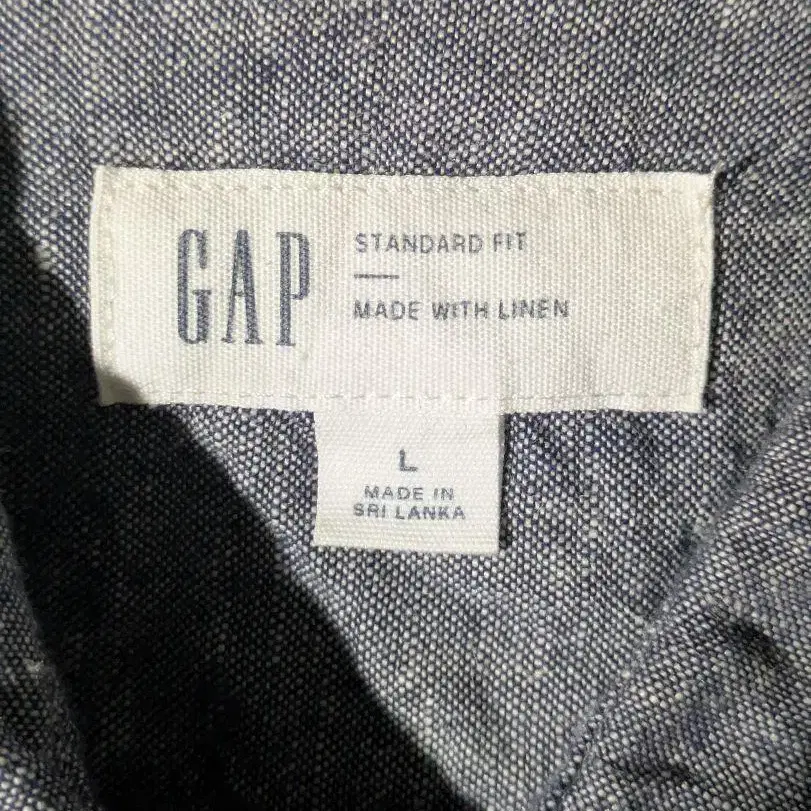 GAP
STANDARD FIT
MADE WITH LINEN
L
MADE IN
SRI LANKA